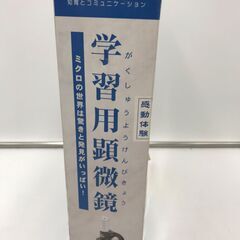 知育とコミュニケーション
学習用顕微鏡
がくしゅうようけんびきょう
感動体験
ミクロの世界は驚きと発見がいっぱい!